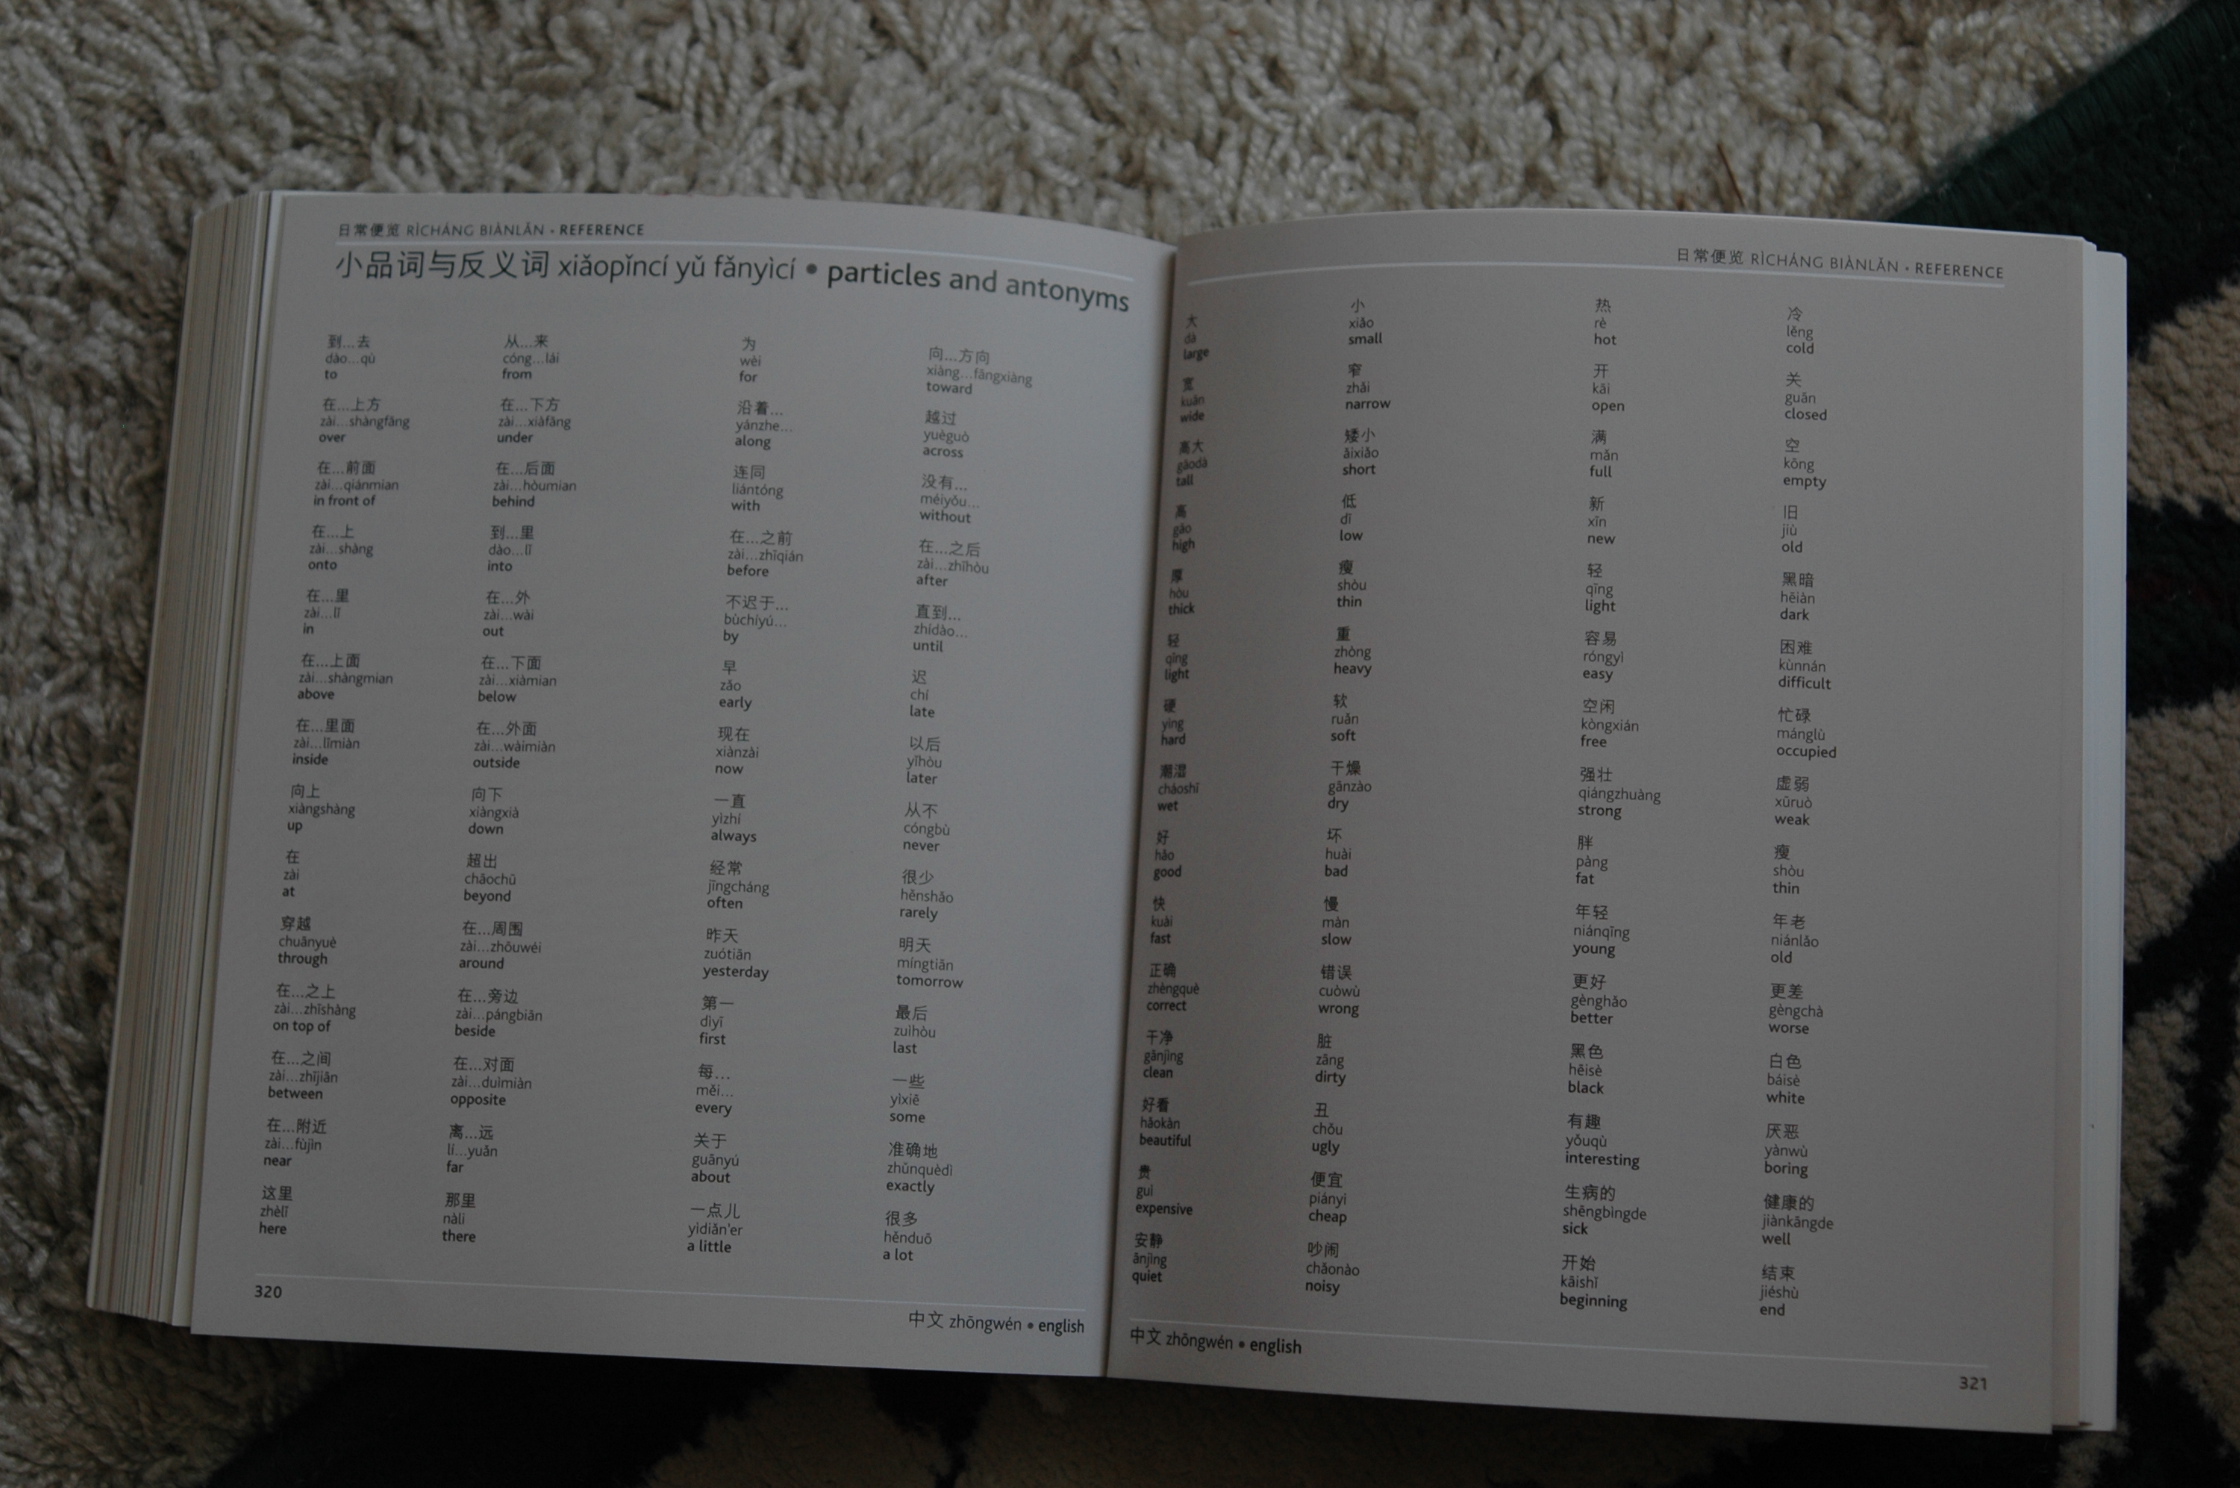 日常便览 RÌCHÁNG BIÀNLǍN • REFERENCE
小品词与反义词 xiǎopǐncí yǔ fǎnyìcí • particles and antonyms
到…去
dào…qù
to
在…上方
zài…shàngfāng
over
在…前面
zài…qiánmian
in front of
在…上
zài…shàng
onto
在…里
zài…lǐ
in
在…上面
zài…shàngmian
above
在…里面
zài…lǐmiàn
inside
向上
xiàngshàng
up
在
zài
at
穿越
chuānyuè
through
在…之上
zài…zhīshàng
on top of
在…之间
zài…zhījiān
between
在…附近
zài…fùjìn
near
这里
zhèlǐ
here
从…来
cóng…lái
from
在…下方
zài…xiàfāng
under
在…后面
zài…hòumian
behind
到…里
dào…lǐ
into
在…外
zài…wài
out
在…下面
zài…xiàmian
below
在…外面
zài…wàimiàn
outside
向下
xiàngxià
down
超出
chāochū
beyond
在…周围
zài…zhōuwéi
around
在…旁边
zài…pángbiān
beside
在…对面
zài…duìmiàn
opposite
离…远
lí…yuǎn
far
那里
nàlǐ
there
为
wèi
for
沿着…
yánzhe…
along
连同
liántóng
with
在…之前
zài…zhīqián
before
不迟于…
bùchíyú…
by
早
zǎo
early
现在
xiànzài
now
一直
yīzhí
always
经常
jīngcháng
often
昨天
zuótiān
yesterday
第一
dìyī
first
每…
měi…
every
关于
guānyú
about
一点儿
yīdiǎn'er
a little
向…方向
xiàng…fāngxiàng
toward
越过
yuèguò
across
没有…
méiyǒu…
without
在…之后
zài…zhīhòu
after
直到…
zhídào…
until
迟
chí
late
以后
yǐhòu
later
从不
cóngbù
never
很少
hěnshǎo
rarely
明天
míngtiān
tomorrow
最后
zuìhòu
last
一些
yīxiē
some
准确地
zhǔnquèdì
exactly
很多
hěnduō
a lot
320
中文 zhōngwén • english
日常便览 RÌCHÁNG BIÀNLǍN • REFERENCE
大
dà
large
宽
kuān
wide
高大
gāodà
tall
高
gāo
high
厚
hòu
thick
轻
qīng
light
硬
yìng
hard
潮湿
cháoshī
wet
好
hǎo
good
快
kuài
fast
正确
zhèngquè
correct
干净
gānjìng
clean
好看
hǎokàn
beautiful
贵
guì
expensive
安静
ānjìng
quiet
小
xiǎo
small
窄
zhǎi
narrow
矮小
ǎixiǎo
short
低
dī
low
瘦
shòu
thin
重
zhòng
heavy
软
ruǎn
soft
干燥
gānzào
dry
坏
huài
bad
慢
màn
slow
错误
cuòwù
wrong
脏
zāng
dirty
丑
chǒu
ugly
便宜
piányi
cheap
吵闹
chǎonào
noisy
热
rè
hot
开
kāi
open
满
mǎn
full
新
xīn
new
轻
qīng
light
容易
róngyì
easy
空闲
kòngxián
free
强壮
qiángzhuàng
strong
胖
pàng
fat
年轻
niánqīng
young
更好
gènghǎo
better
黑色
hēisè
black
有趣
yǒuqù
interesting
生病的
shēngbìngde
sick
开始
kāishǐ
beginning
冷
lěng
cold
关
guān
closed
空
kōng
empty
旧
jiù
old
黑暗
hēiàn
dark
困难
kùnnán
difficult
忙碌
mánglù
occupied
虚弱
xūruò
weak
瘦
shòu
thin
年老
niánlǎo
old
更差
gèngchà
worse
白色
báisè
white
厌恶
yànwù
boring
健康的
jiànkāngde
well
结束
jiéshù
end
中文 zhōngwén • english
321